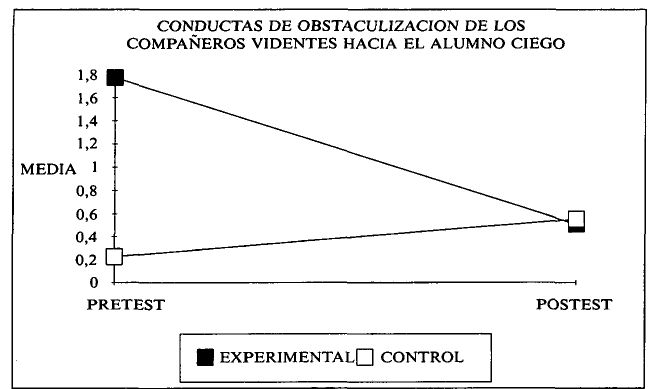 CONDUCTAS DE OBSTACULIZACION DE LOS
COMPAÑEROS VIDENTES HACIA EL ALUMNO CIEGO
1,8
1,6
1,4
1,2
MEDIA 1
0,8
0,6
0,4
0,2
0
PRETEST POSTEST
EXPERIMENTAL CONTROL